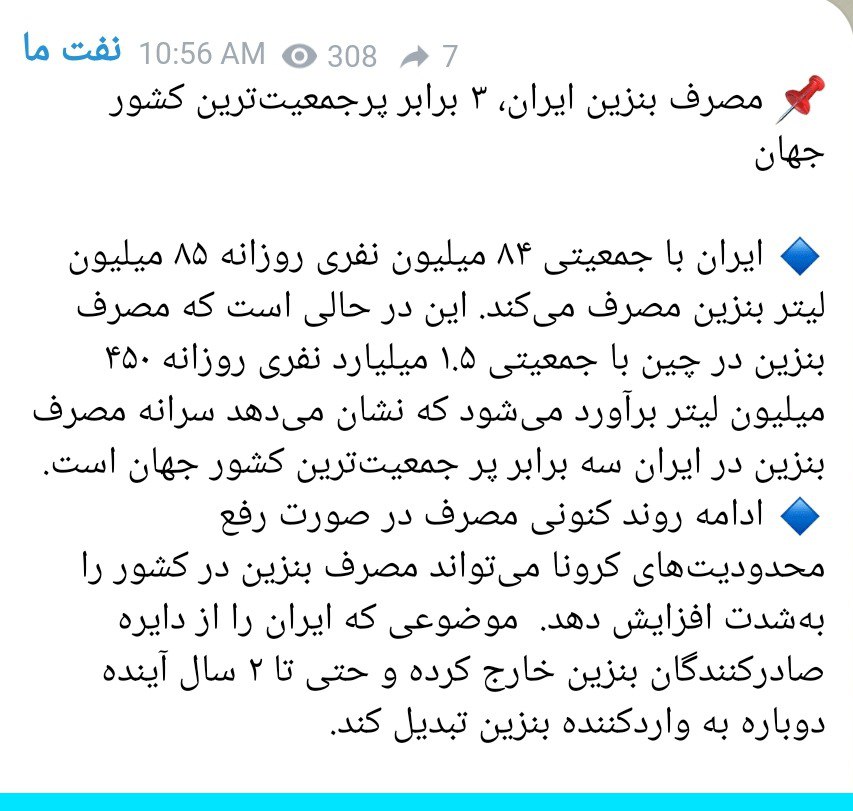 نفت ما 10:56 AM 308 7
مصرف بنزین ایران، ۳ برابر پرجمعیت‌ترین کشور
جهان
ایران با جمعیتی ۸۴ میلیون نفری روزانه ۸۵ میلیون
لیتر بنزین مصرف می‌کند. این در حالی است که مصرف
بنزین در چین با جمعیتی ۱.۵ میلیارد نفری روزانه ۴۵۰
میلیون لیتر برآورد می‌شود که نشان می‌دهد سرانه مصرف
بنزین در ایران سه برابر پر جمعیت‌ترین کشور جهان است.
ادامه روند کنونی مصرف در صورت رفع
محدودیت‌های کرونا می‌تواند مصرف بنزین در کشور را
به‌شدت افزایش دهد.  موضوعی که ایران را از دایره
صادرکنندگان بنزین خارج کرده و حتی تا ۲ سال آینده
دوباره به واردکننده بنزین تبدیل کند.